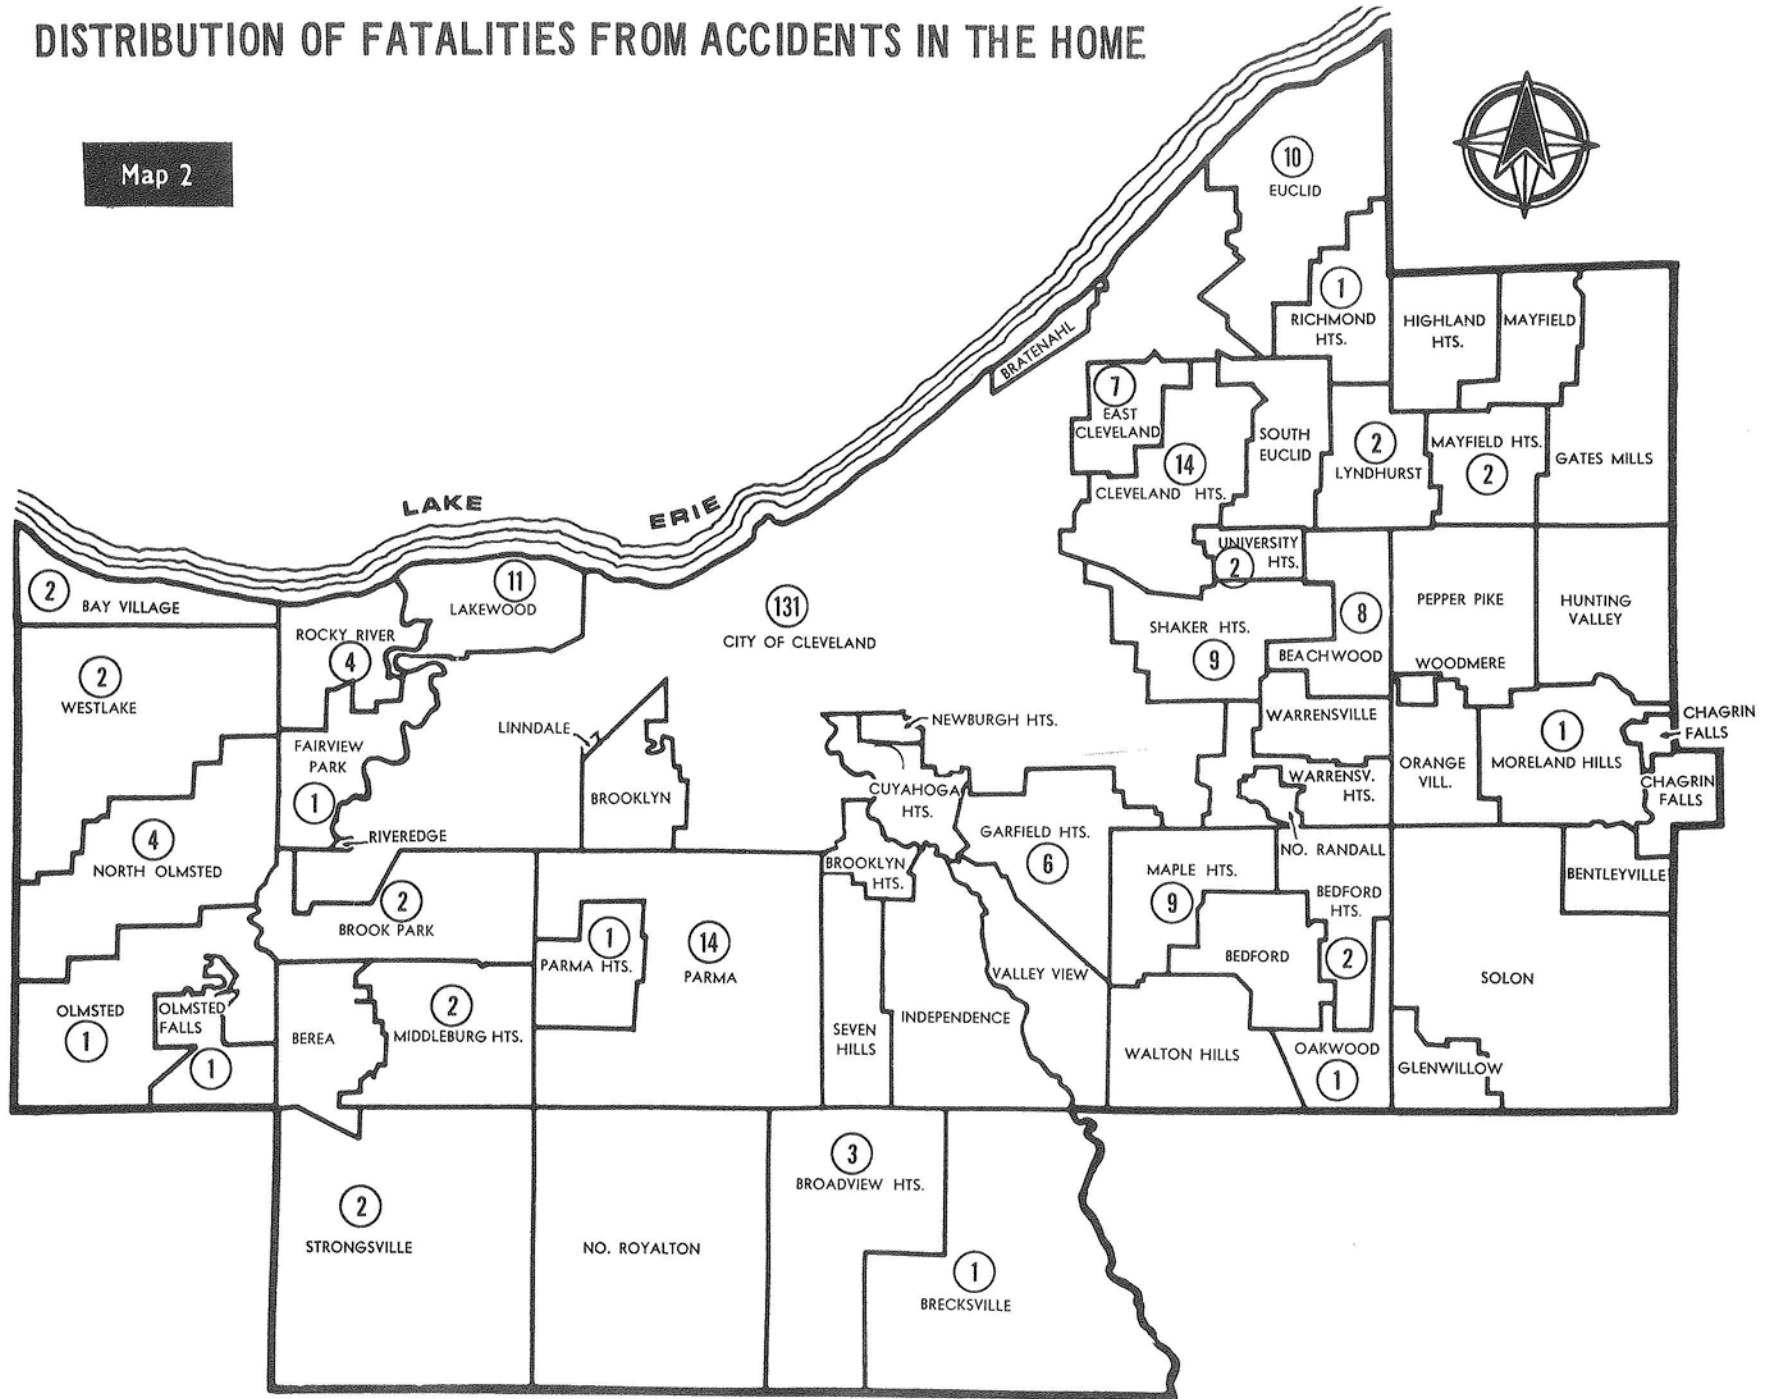 DISTRIBUTION OF FATALITIES FROM ACCIDENTS IN THE HOME
Map 2
10
EUCLID
1
RICHMOND
HTS.
HIGHLAND
HTS.
MAYFIELD
BRATENAHL
7
EAST
CLEVELAND
14
CLEVELAND HTS.
SOUTH
EUCLID
2
LYNDHURST
MAYFIELD HTS.
2
GATES MILLS
LAKE ERIE
UNIVERSITY
HTS.
2
2
BAY VILLAGE
11
LAKEWOOD
131
CITY OF CLEVELAND
ROCKY RIVER
4
SHAKER HTS.
9
8
BEACHWOOD
PEPPER PIKE
HUNTING
VALLEY
WOODMERE
2
WESTLAKE
FAIRVIEW
PARK
1
LINNDALE
BROOKLYN
NEWBURGH HTS.
CUYAHOGA
HTS.
WARRENSVILLE
WARRENSV.
HTS.
ORANGE
VILL.
1
MORELAND HILLS
CHAGRIN
FALLS
CHAGRIN
FALLS
4
NORTH OLMSTED
RIVEREDGE
BROOKLYN
HTS.
GARFIELD HTS.
6
NO. RANDALL
MAPLE HTS.
9
BEDFORD
HTS.
2
BENTLEYVILLE
2
BROOK PARK
1
PARMA HTS.
14
PARMA
BEDFORD
VALLEY VIEW
SOLON
OLMSTED
1
OLMSTED
FALLS
1
BEREA
2
MIDDLEBURG HTS.
SEVEN
HILLS
INDEPENDENCE
WALTON HILLS
OAKWOOD
1
GLENWILLOW
2
STRONGSVILLE
NO. ROYALTON
3
BROADVIEW HTS.
1
BRECKSVILLE